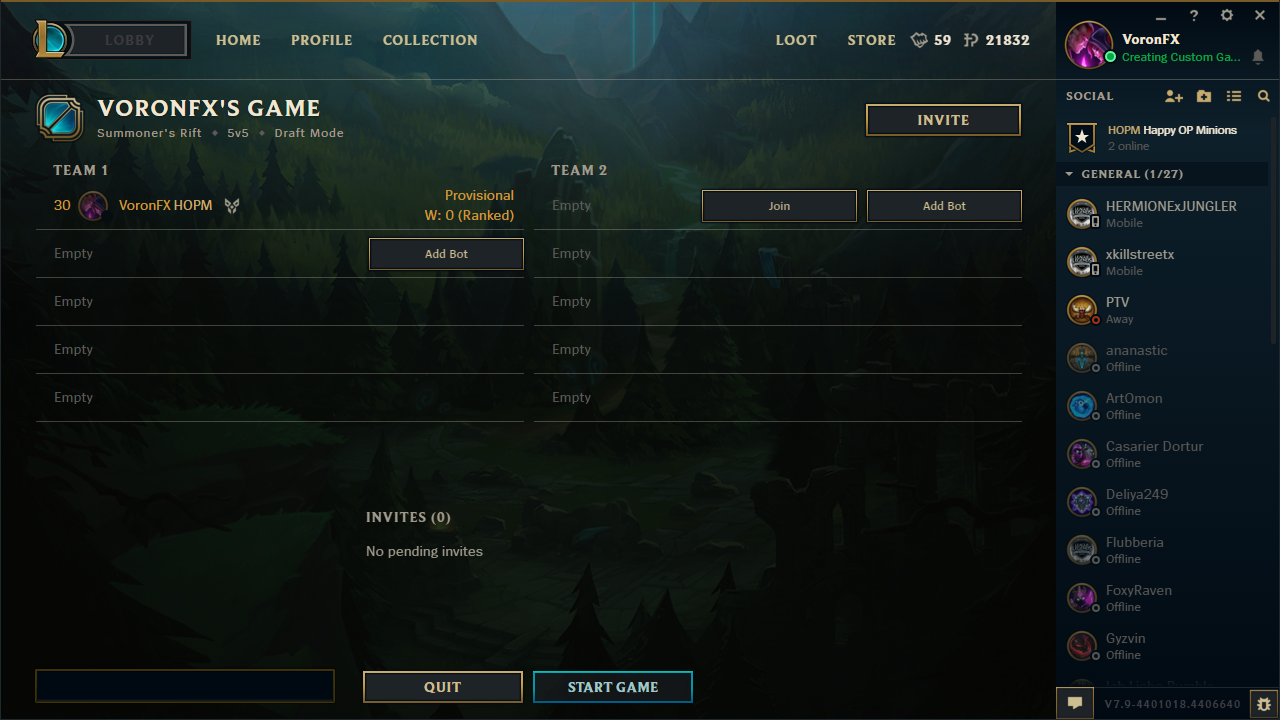 LOBBY
HOME
PROFILE
COLLECTION
LOOT
STORE
59
21832
?
VoronFX
Creating Custom Ga...
VORONFX'S GAME
Summoner's Rift ◆ 5v5 ◆ Draft Mode
INVITE
TEAM 1
30 VoronFX HOPM
Provisional
W: 0 (Ranked)
Empty
Add Bot
Empty
Empty
Empty
TEAM 2
Empty
Join
Add Bot
Empty
Empty
Empty
Empty
INVITES (0)
No pending invites
QUIT
START GAME
SOCIAL
HOPM Happy OP Minions
2 online
GENERAL (1/27)
HERMIONExJUNGLER
Mobile
xkillstreetx
Mobile
PTV
Away
ananastic
Offline
ArtOmon
Offline
Casarier Dortur
Offline
Deliya249
Offline
Flubberia
Offline
FoxyRaven
Offline
Gyzvin
Offline
V7.9-4401018.4406640